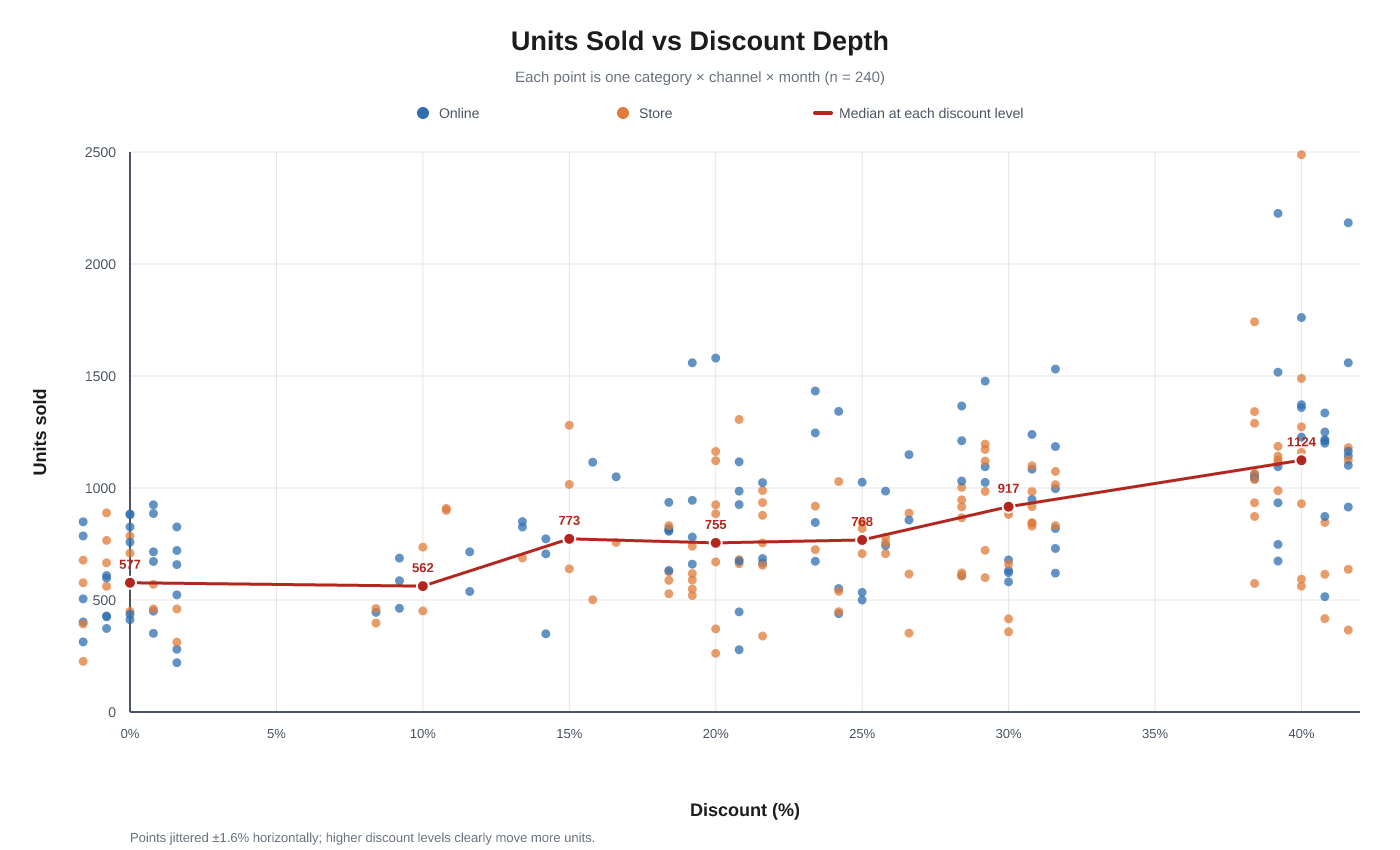 Units Sold vs Discount Depth
Each point is one category × channel × month (n = 240)
Online
Store
Median at each discount level
2500
2000
1500
1000
500
0
Units sold
577
562
773
755
768
917
1124
0%
5%
10%
15%
20%
25%
30%
35%
40%
Discount (%)
Points jittered ±1.6% horizontally; higher discount levels clearly move more units.